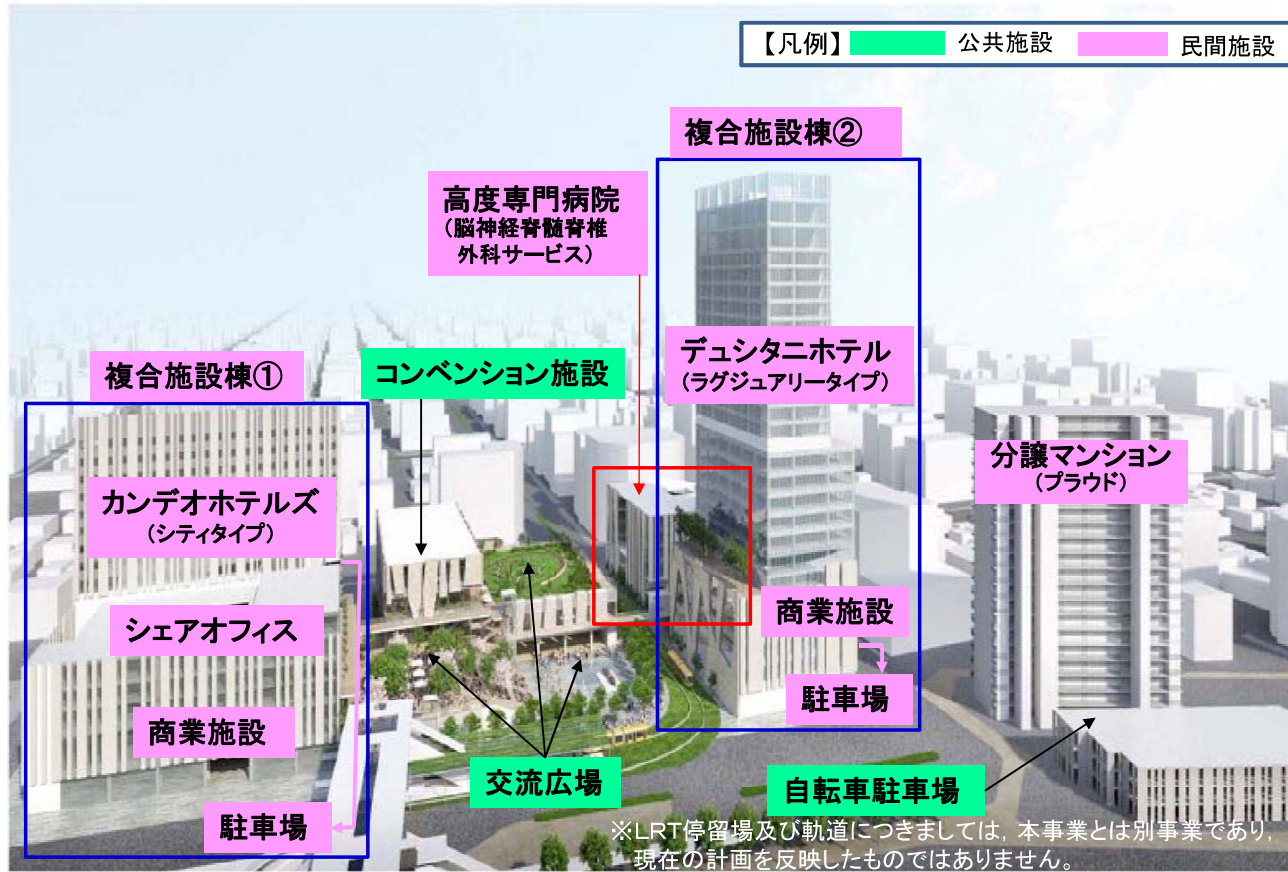 【凡例】 公共施設 民間施設
複合施設棟②
高度専門病院
(脳神経脊髄脊椎
外科サービス)
デュシタニホテル
(ラグジュアリータイプ)
コンベンション施設
複合施設棟①
分譲マンション
(プラウド)
カンデオホテルズ
(シティタイプ)
シェアオフィス
商業施設
商業施設
駐車場
交流広場
自転車駐車場
駐車場
※LRT停留場及び軌道につきましては，本事業とは別事業であり，
現在の計画を反映したものではありません。